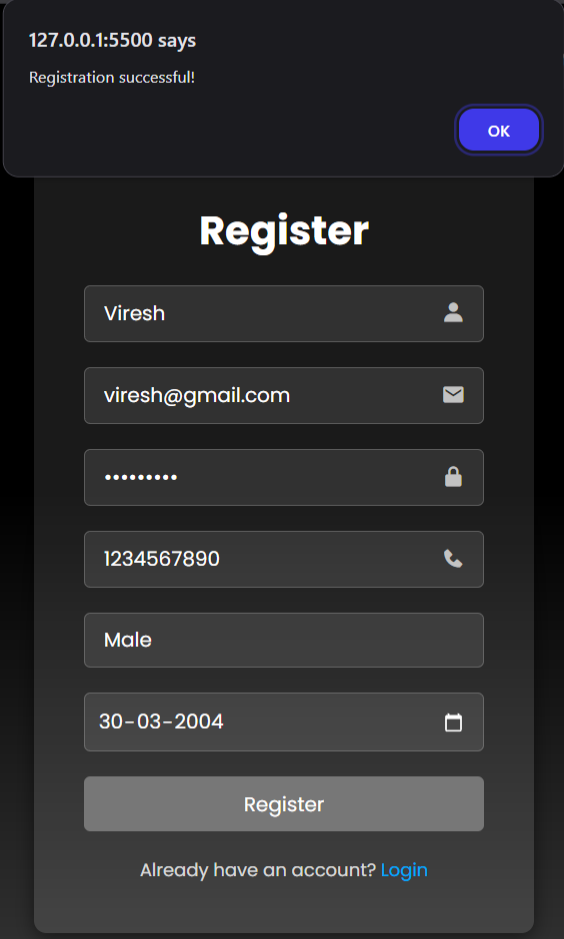 127.0.0.1:5500 says
Registration successful!
OK
Register
Viresh
viresh@gmail.com
•••••••••
1234567890
Male
30-03-2004
Register
Already have an account? Login